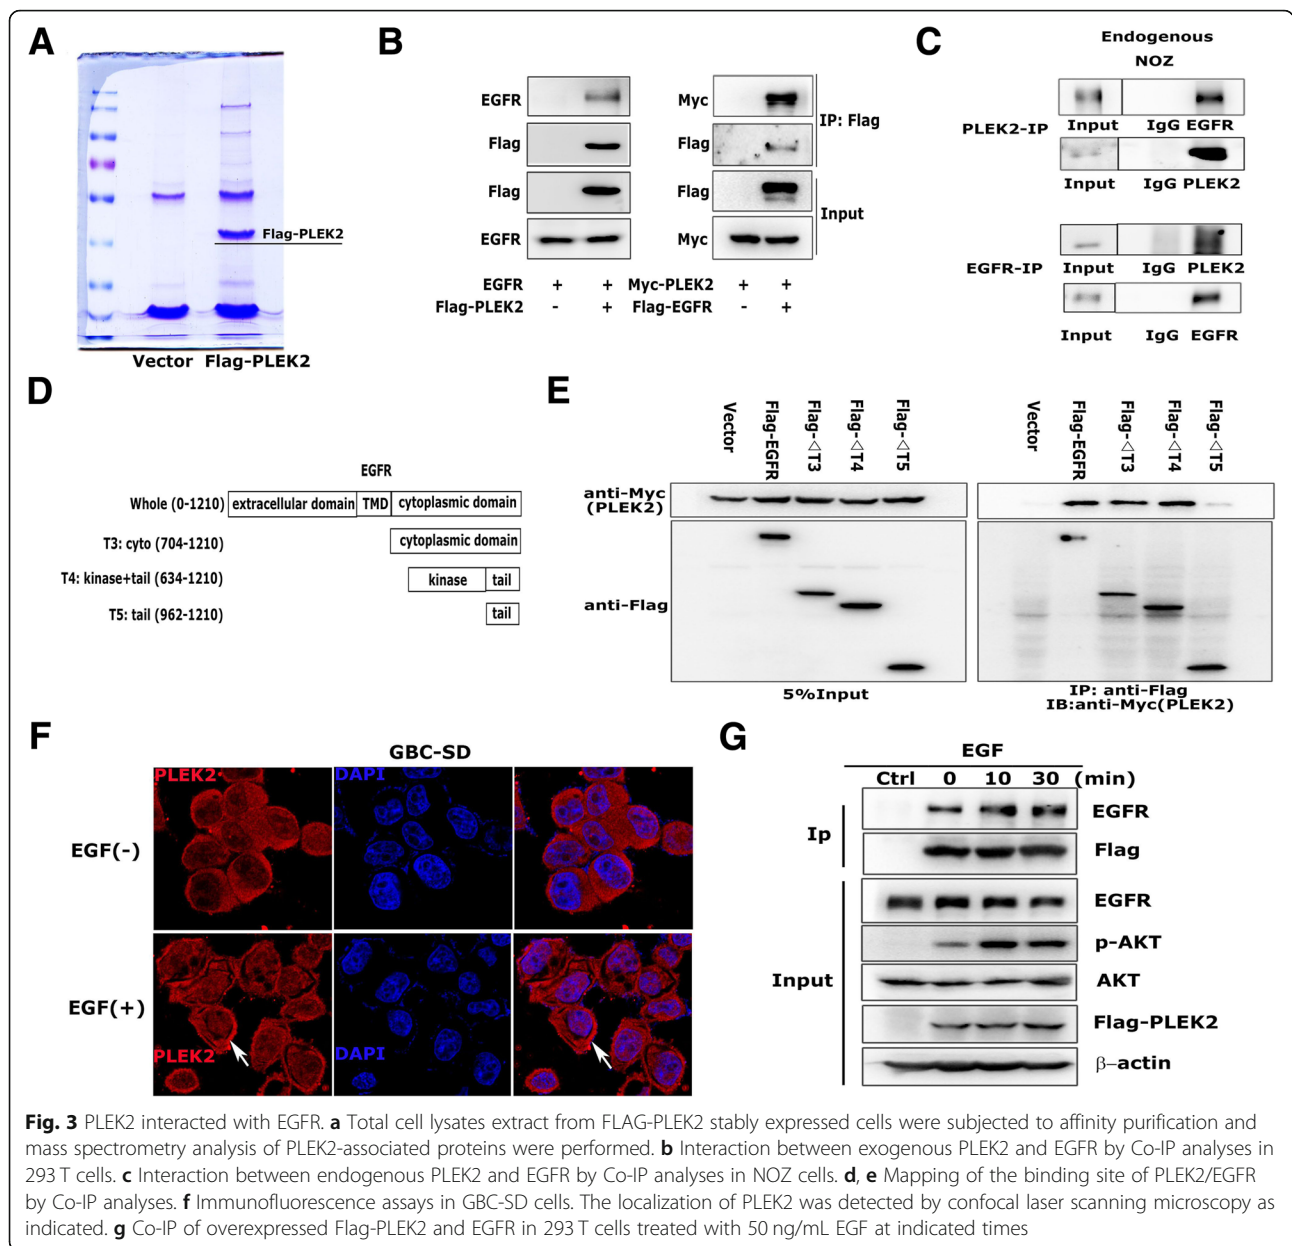 A
Flag-PLEK2
Vector Flag-PLEK2
B
EGFR
Flag
Flag
EGFR
Myc
Flag
Flag
Myc
IP: Flag
Input
EGFR + + Myc-PLEK2 + +
Flag-PLEK2 - + Flag-EGFR - +
C
Endogenous
NOZ
PLEK2-IP
Input IgG EGFR
Input IgG PLEK2
EGFR-IP
Input IgG PLEK2
Input IgG EGFR
D
EGFR
Whole (0-1210) extracellular domain TMD cytoplasmic domain
T3: cyto (704-1210) cytoplasmic domain
T4: kinase+tail (634-1210) kinase tail
T5: tail (962-1210) tail
E
Vector
Flag-EGFR
Flag-△T3
Flag-△T4
Flag-△T5
Vector
Flag-EGFR
Flag-△T3
Flag-△T4
Flag-△T5
anti-Myc
(PLEK2)
anti-Flag
5%Input
IP: anti-Flag
IB:anti-Myc(PLEK2)
F
GBC-SD
PLEK2
DAPI
EGF(-)
EGF(+)
PLEK2
DAPI
G
EGF
Ctrl 0 10 30 (min)
Ip
EGFR
Flag
Input
EGFR
p-AKT
AKT
Flag-PLEK2
β-actin
Fig. 3 PLEK2 interacted with EGFR. a Total cell lysates extract from FLAG-PLEK2 stably expressed cells were subjected to affinity purification and
mass spectrometry analysis of PLEK2-associated proteins were performed. b Interaction between exogenous PLEK2 and EGFR by Co-IP analyses in
293 T cells. c Interaction between endogenous PLEK2 and EGFR by Co-IP analyses in NOZ cells. d, e Mapping of the binding site of PLEK2/EGFR
by Co-IP analyses. f Immunofluorescence assays in GBC-SD cells. The localization of PLEK2 was detected by confocal laser scanning microscopy as
indicated. g Co-IP of overexpressed Flag-PLEK2 and EGFR in 293 T cells treated with 50 ng/mL EGF at indicated times